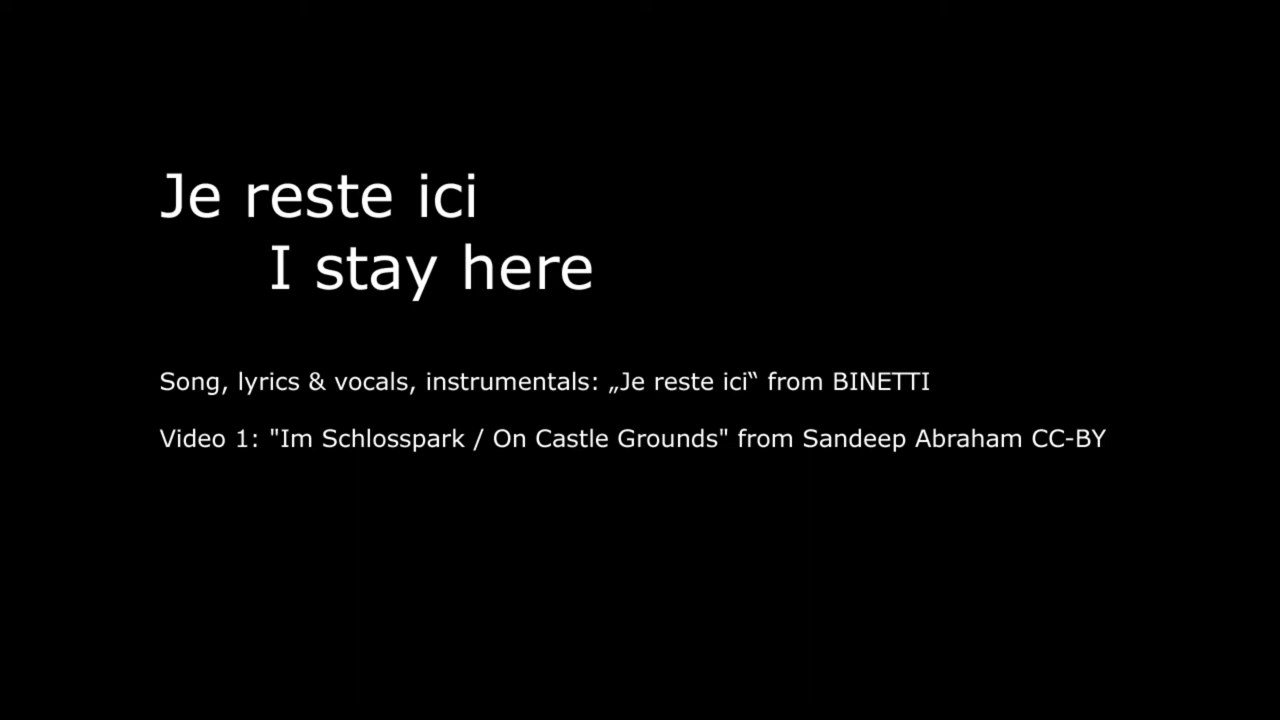 Je reste ici
I stay here
Song, lyrics & vocals, instrumentals: „Je reste ici“ from BINETTI
Video 1: "Im Schlosspark / On Castle Grounds" from Sandeep Abraham CC-BY